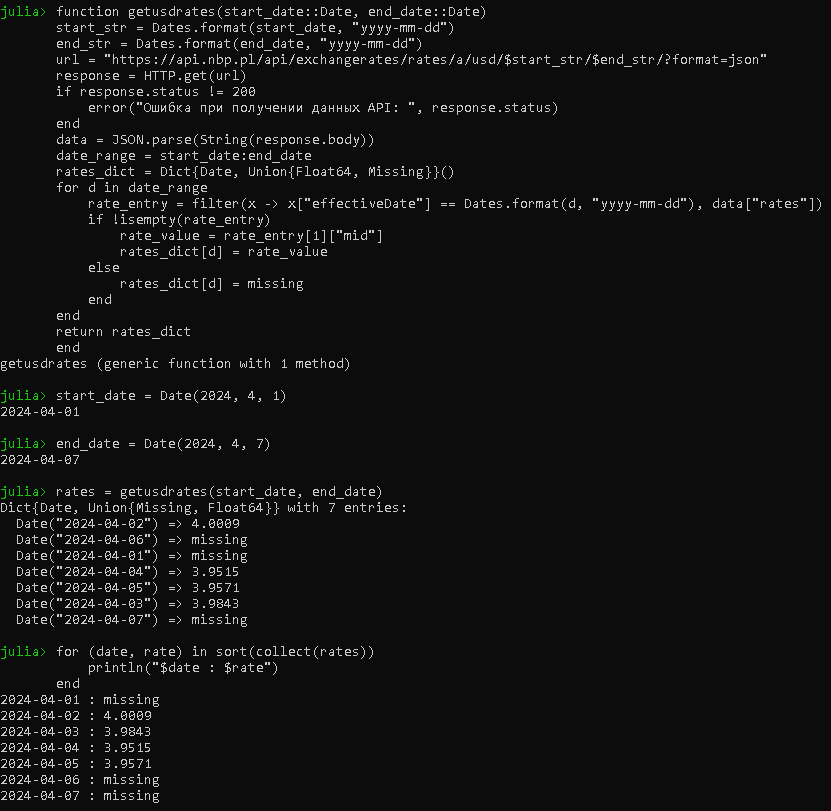 julia> function getusdrates(start_date::Date, end_date::Date)
       start_str = Dates.format(start_date, "yyyy-mm-dd")
       end_str = Dates.format(end_date, "yyyy-mm-dd")
       url = "https://api.nbp.pl/api/exchangerates/rates/a/usd/$start_str/$end_str/?format=json"
       response = HTTP.get(url)
       if response.status != 200
           error("Ошибка при получении данных API: ", response.status)
       end
       data = JSON.parse(String(response.body))
       date_range = start_date:end_date
       rates_dict = Dict{Date, Union{Float64, Missing}}()
       for d in date_range
           rate_entry = filter(x -> x["effectiveDate"] == Dates.format(d, "yyyy-mm-dd"), data["rates"])
           if !isempty(rate_entry)
               rate_value = rate_entry[1]["mid"]
               rates_dict[d] = rate_value
           else
               rates_dict[d] = missing
           end
       end
       return rates_dict
       end
getusdrates (generic function with 1 method)
julia> start_date = Date(2024, 4, 1)
2024-04-01
julia> end_date = Date(2024, 4, 7)
2024-04-07
julia> rates = getusdrates(start_date, end_date)
Dict{Date, Union{Missing, Float64}} with 7 entries:
  Date("2024-04-02") => 4.0009
  Date("2024-04-06") => missing
  Date("2024-04-01") => missing
  Date("2024-04-04") => 3.9515
  Date("2024-04-05") => 3.9571
  Date("2024-04-03") => 3.9843
  Date("2024-04-07") => missing
julia> for (date, rate) in sort(collect(rates))
           println("$date : $rate")
       end
2024-04-01 : missing
2024-04-02 : 4.0009
2024-04-03 : 3.9843
2024-04-04 : 3.9515
2024-04-05 : 3.9571
2024-04-06 : missing
2024-04-07 : missing